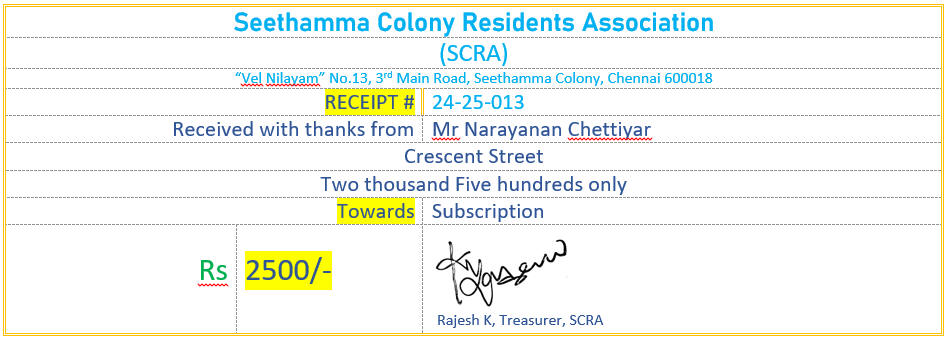 Seethamma Colony Residents Association
(SCRA)
“Vel Nilayam” No.13, 3rd Main Road, Seethamma Colony, Chennai 600018
RECEIPT # 24-25-013
Received with thanks from Mr Narayanan Chettiyar
Crescent Street
Two thousand Five hundreds only
Towards Subscription
Rs 2500/-
Rajesh K, Treasurer, SCRA